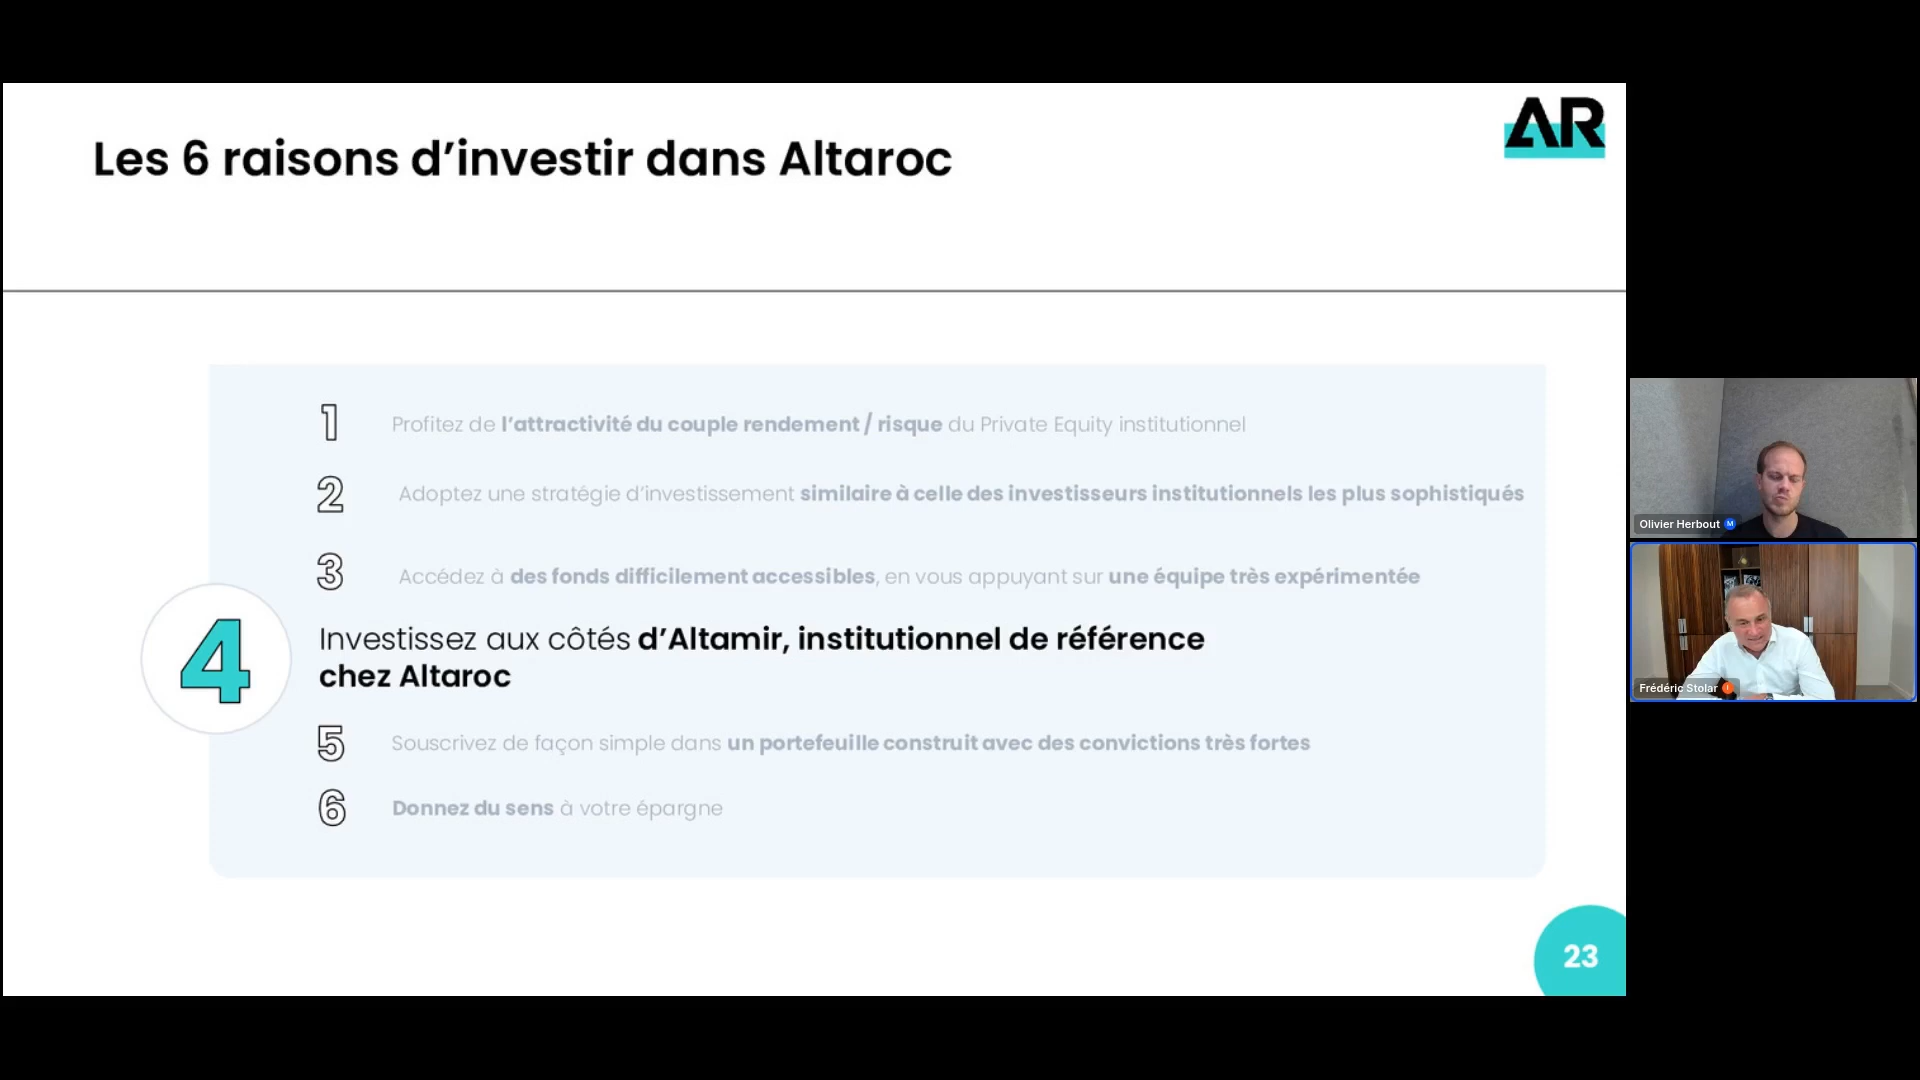 Les 6 raisons d’investir dans Altaroc
AR
1 Profitez de l’attractivité du couple rendement / risque du Private Equity institutionnel
2 Adoptez une stratégie d’investissement similaire à celle des investisseurs institutionnels les plus sophistiqués
3 Accédez à des fonds difficilement accessibles, en vous appuyant sur une équipe très expérimentée
4 Investissez aux côtés d’Altamir, institutionnel de référence
chez Altaroc
5 Souscrivez de façon simple dans un portefeuille construit avec des convictions très fortes
6 Donnez du sens à votre épargne
23
Olivier Herbout M
Frédéric Stolar